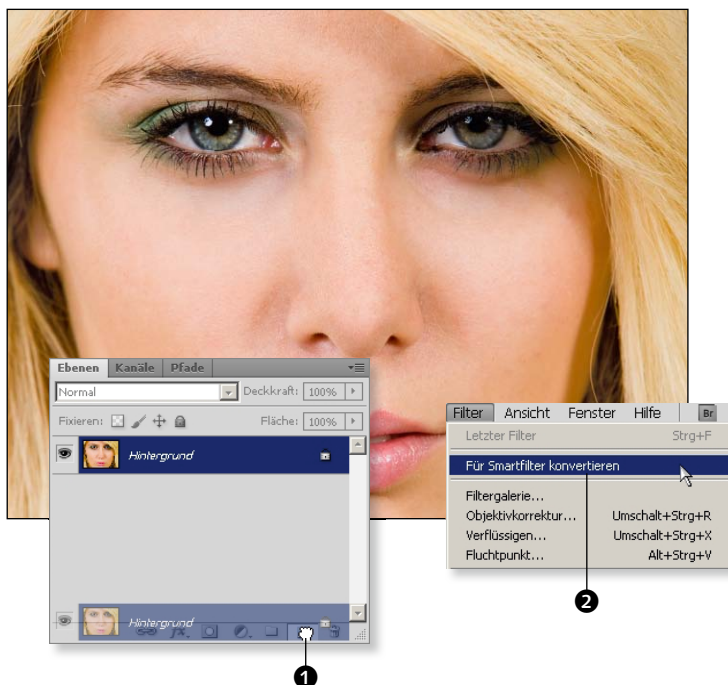 Ebenen Kanäle Pfade
Normal Deckkraft: 100%
Fixieren: Fläche: 100%
Hintergrund
Hintergrund
fx.
1
Filter Ansicht Fenster Hilfe Br
Letzter Filter Strg+F
Für Smartfilter konvertieren
Filtergalerie...
Objektivkorrektur... Umschalt+Strg+R
Verflüssigen... Umschalt+Strg+X
Fluchtpunkt... Alt+Strg+V
2